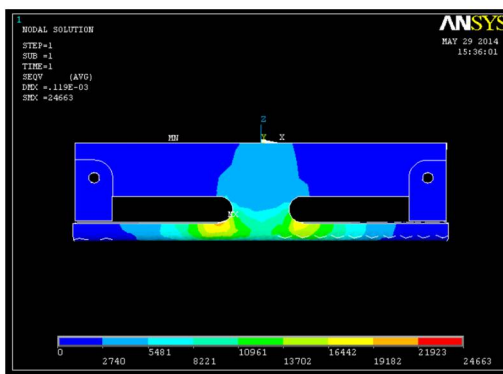 1
NODAL SOLUTION
STEP=1
SUB =1
TIME=1
SEQV (AVG)
DMX =.119E-03
SMX =24663
ANSYS
MAY 29 2014
15:36:01
Z
MN
Y X
MX
0 5481 10961 16442 21923
2740 8221 13702 19182 24663